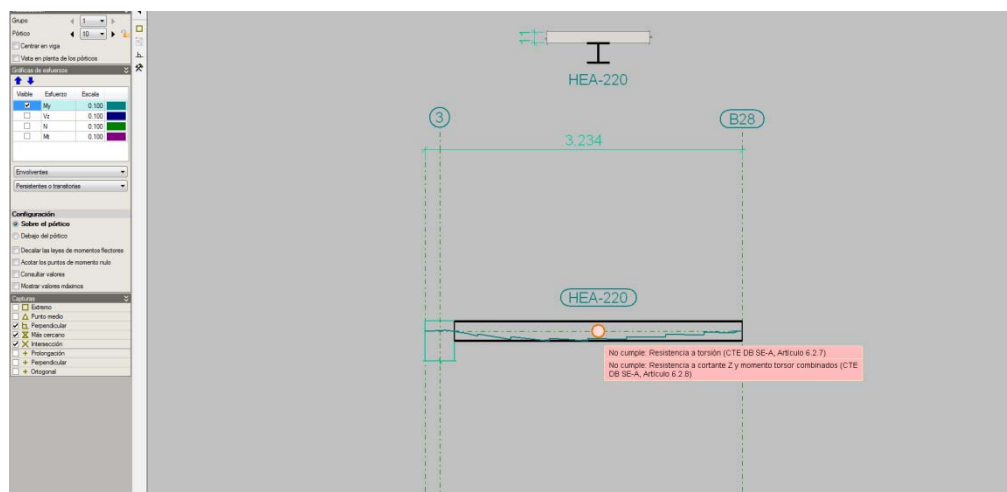 Grupo 1
Pórtico 10
Centrar en viga
Vista en planta de los pórticos
Gráficas de esfuerzos
Visible Esfuerzo Escala
My 0.100
Vz 0.100
N 0.100
Mt 0.100
Envolventes
Persistentes o transitorias
Configuración
Sobre el pórtico
Debajo del pórtico
Decalar las leyes de momentos flectores
Acotar los puntos de momento nulo
Consultar valores
Mostrar valores máximos
Capturas
Extremo
Punto medio
Perpendicular
Más cercano
Intersección
Prolongación
Perpendicular
Ortogonal
11
HEA-220
3
B28
3.234
HEA-220
No cumple: Resistencia a torsión (CTE DB SE-A, Artículo 6.2.7)
No cumple: Resistencia a cortante Z y momento torsor combinados (CTE
DB SE-A, Artículo 6.2.8)